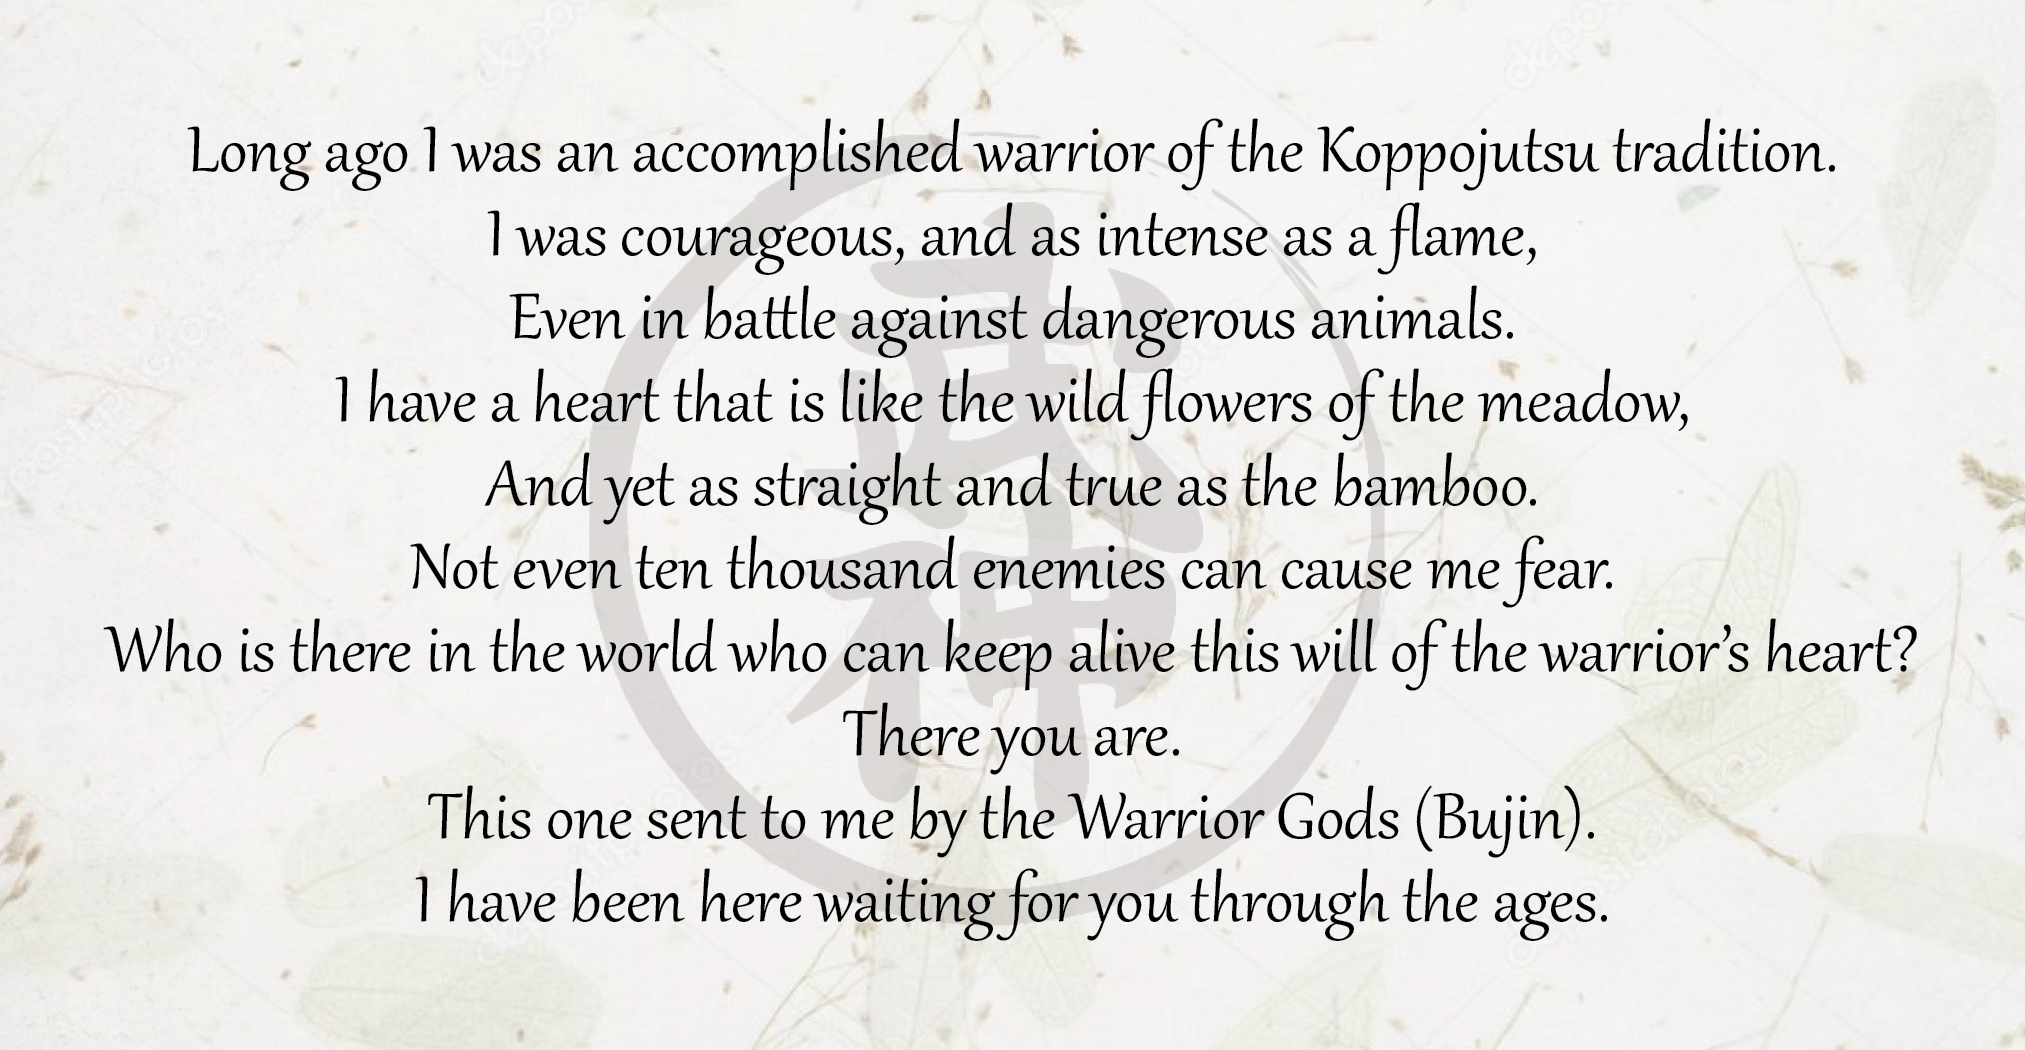 Long ago I was an accomplished warrior of the Koppojutsu tradition.
I was courageous, and as intense as a flame,
Even in battle against dangerous animals.
I have a heart that is like the wild flowers of the meadow,
And yet as straight and true as the bamboo.
Not even ten thousand enemies can cause me fear.
Who is there in the world who can keep alive this will of the warrior’s heart?
There you are.
This one sent to me by the Warrior Gods (Bujin).
I have been here waiting for you through the ages.
武
神